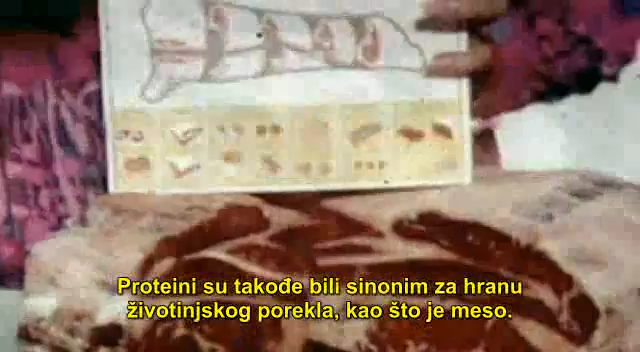 Proteini su takođe bili sinonim za hranu
životinjskog porekla, kao što je meso.